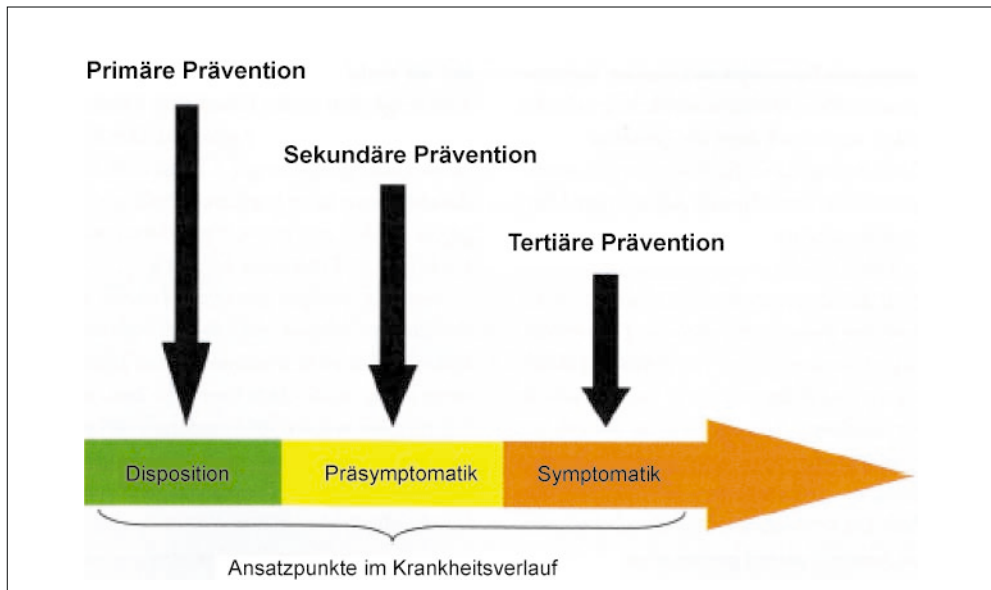 Primäre Prävention
Sekundäre Prävention
Tertiäre Prävention
Disposition
Präsymptomatik
Symptomatik
Ansatzpunkte im Krankheitsverlauf